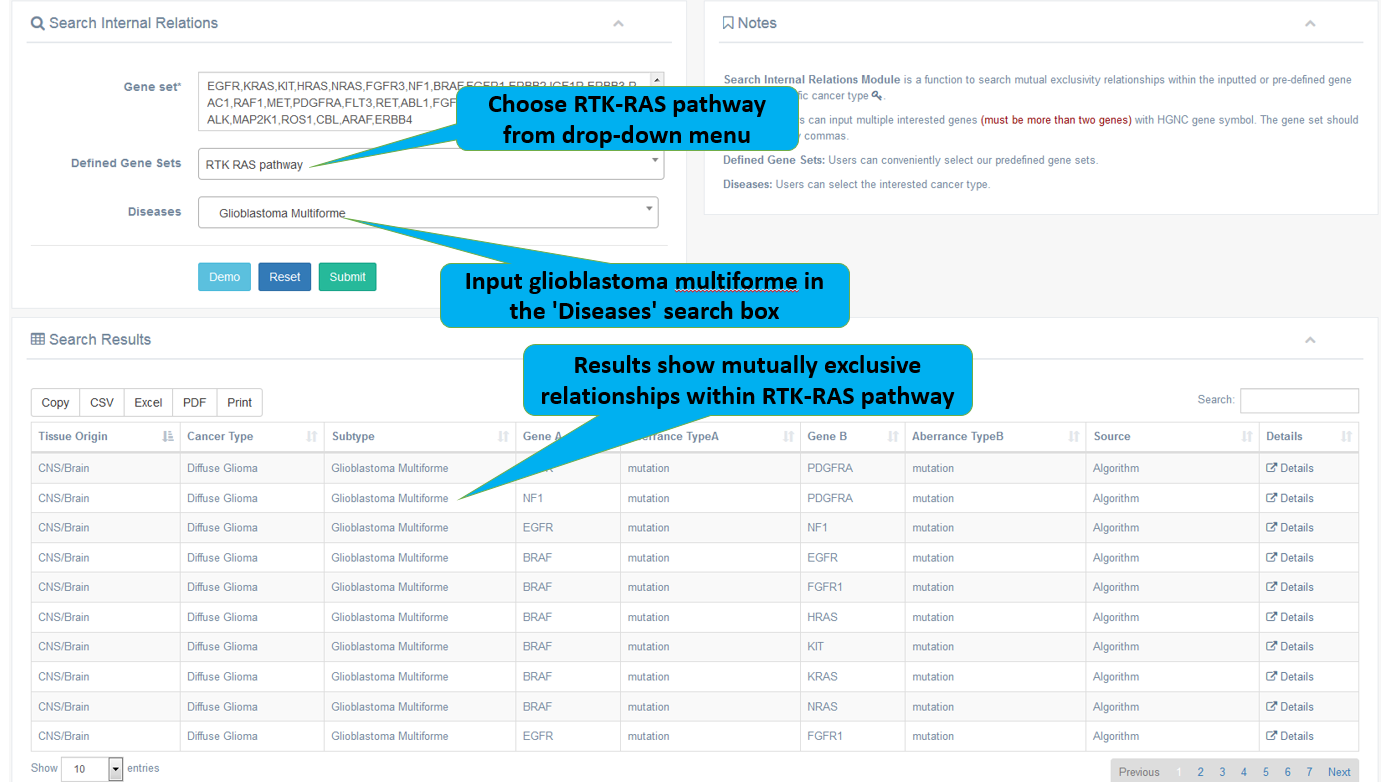 Search Internal Relations
Gene set*
EGFR,KRAS,KIT,HRAS,NRAS,FGFR3,NF1,BRAF,FGFR1,ERBB2,IGF1R,ERBB3,R
AC1,RAF1,MET,PDGFRA,FLT3,RET,ABL1,FGF
ALK,MAP2K1,ROS1,CBL,ARAF,ERBB4
Choose RTK-RAS pathway
from drop-down menu
Defined Gene Sets
RTK RAS pathway
Diseases
Glioblastoma Multiforme
Demo Reset Submit
Input glioblastoma multiforme in
the 'Diseases' search box
Notes
Search Internal Relations Module is a function to search mutual exclusivity relationships within the inputted or pre-defined gene
cancer type
can input multiple interested genes (must be more than two genes) with HGNC gene symbol. The gene set should
commas.
Defined Gene Sets: Users can conveniently select our predefined gene sets.
Diseases: Users can select the interested cancer type.
Search Results
Results show mutually exclusive
relationships within RTK-RAS pathway
Copy CSV Excel PDF Print
Search:
Tissue Origin Cancer Type Subtype Gene A TypeA Gene B Aberrance TypeB Source Details
CNS/Brain Diffuse Glioma Glioblastoma Multiforme mutation PDGFRA mutation Algorithm Details
CNS/Brain Diffuse Glioma Glioblastoma Multiforme NF1 mutation PDGFRA mutation Algorithm Details
CNS/Brain Diffuse Glioma Glioblastoma Multiforme EGFR mutation NF1 mutation Algorithm Details
CNS/Brain Diffuse Glioma Glioblastoma Multiforme BRAF mutation EGFR mutation Algorithm Details
CNS/Brain Diffuse Glioma Glioblastoma Multiforme BRAF mutation FGFR1 mutation Algorithm Details
CNS/Brain Diffuse Glioma Glioblastoma Multiforme BRAF mutation HRAS mutation Algorithm Details
CNS/Brain Diffuse Glioma Glioblastoma Multiforme BRAF mutation KIT mutation Algorithm Details
CNS/Brain Diffuse Glioma Glioblastoma Multiforme BRAF mutation KRAS mutation Algorithm Details
CNS/Brain Diffuse Glioma Glioblastoma Multiforme BRAF mutation NRAS mutation Algorithm Details
CNS/Brain Diffuse Glioma Glioblastoma Multiforme EGFR mutation FGFR1 mutation Algorithm Details
Show 10 entries
Previous 1 2 3 4 5 6 7 Next